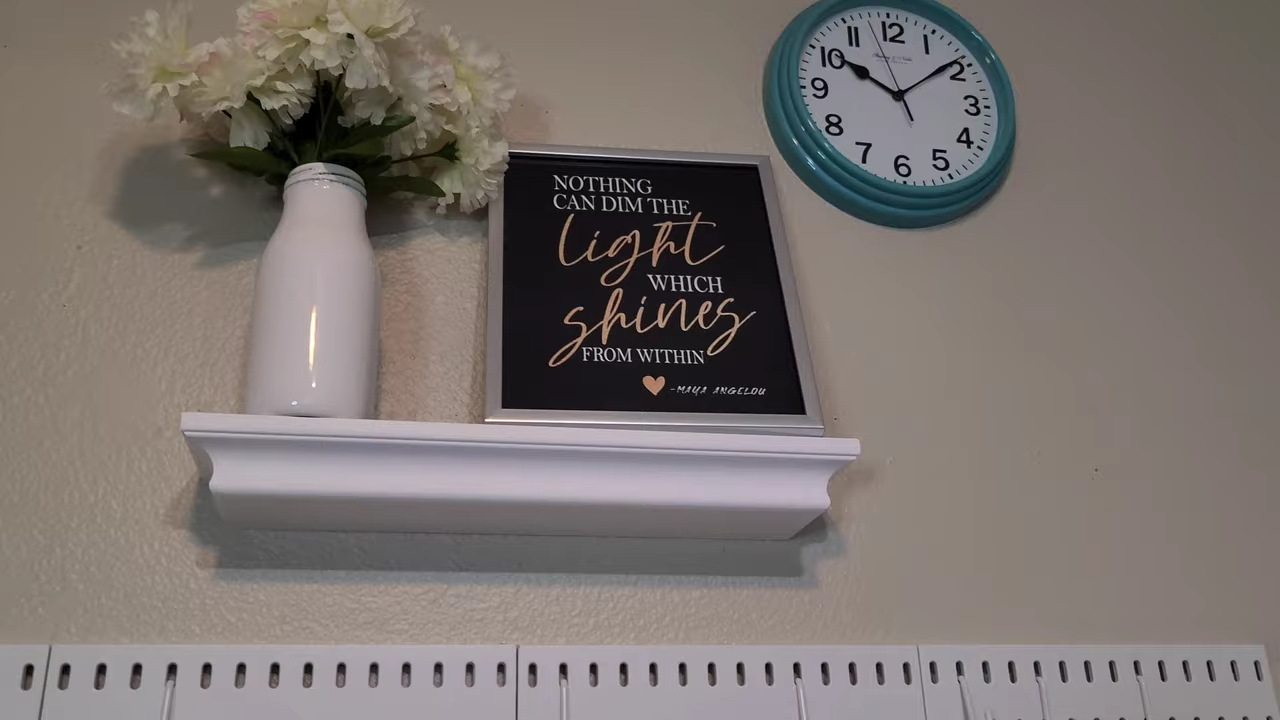 NOTHING
CAN DIM THE
light
WHICH
shines
FROM WITHIN
-MAYA ANGELOU
12
1
2
3
4
5
6
7
8
9
10
11